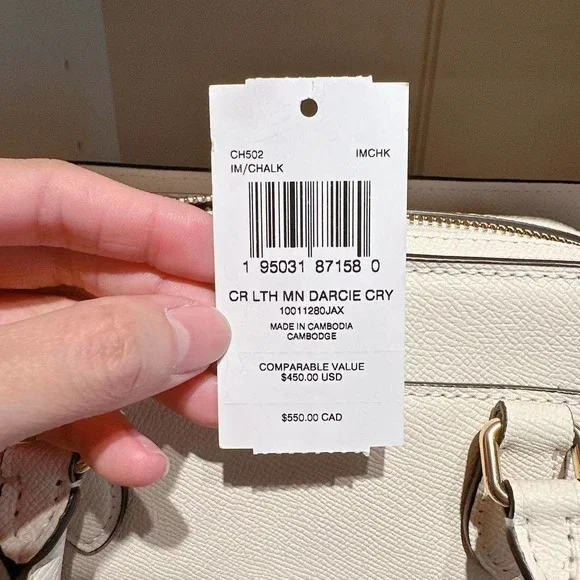 CH502 IMCHK
IM/CHALK
1 95031 87158 0
CR LTH MN DARCIE CRY
10011280JAX
MADE IN CAMBODIA
CAMBODGE
COMPARABLE VALUE
$450.00 USD
$550.00 CAD